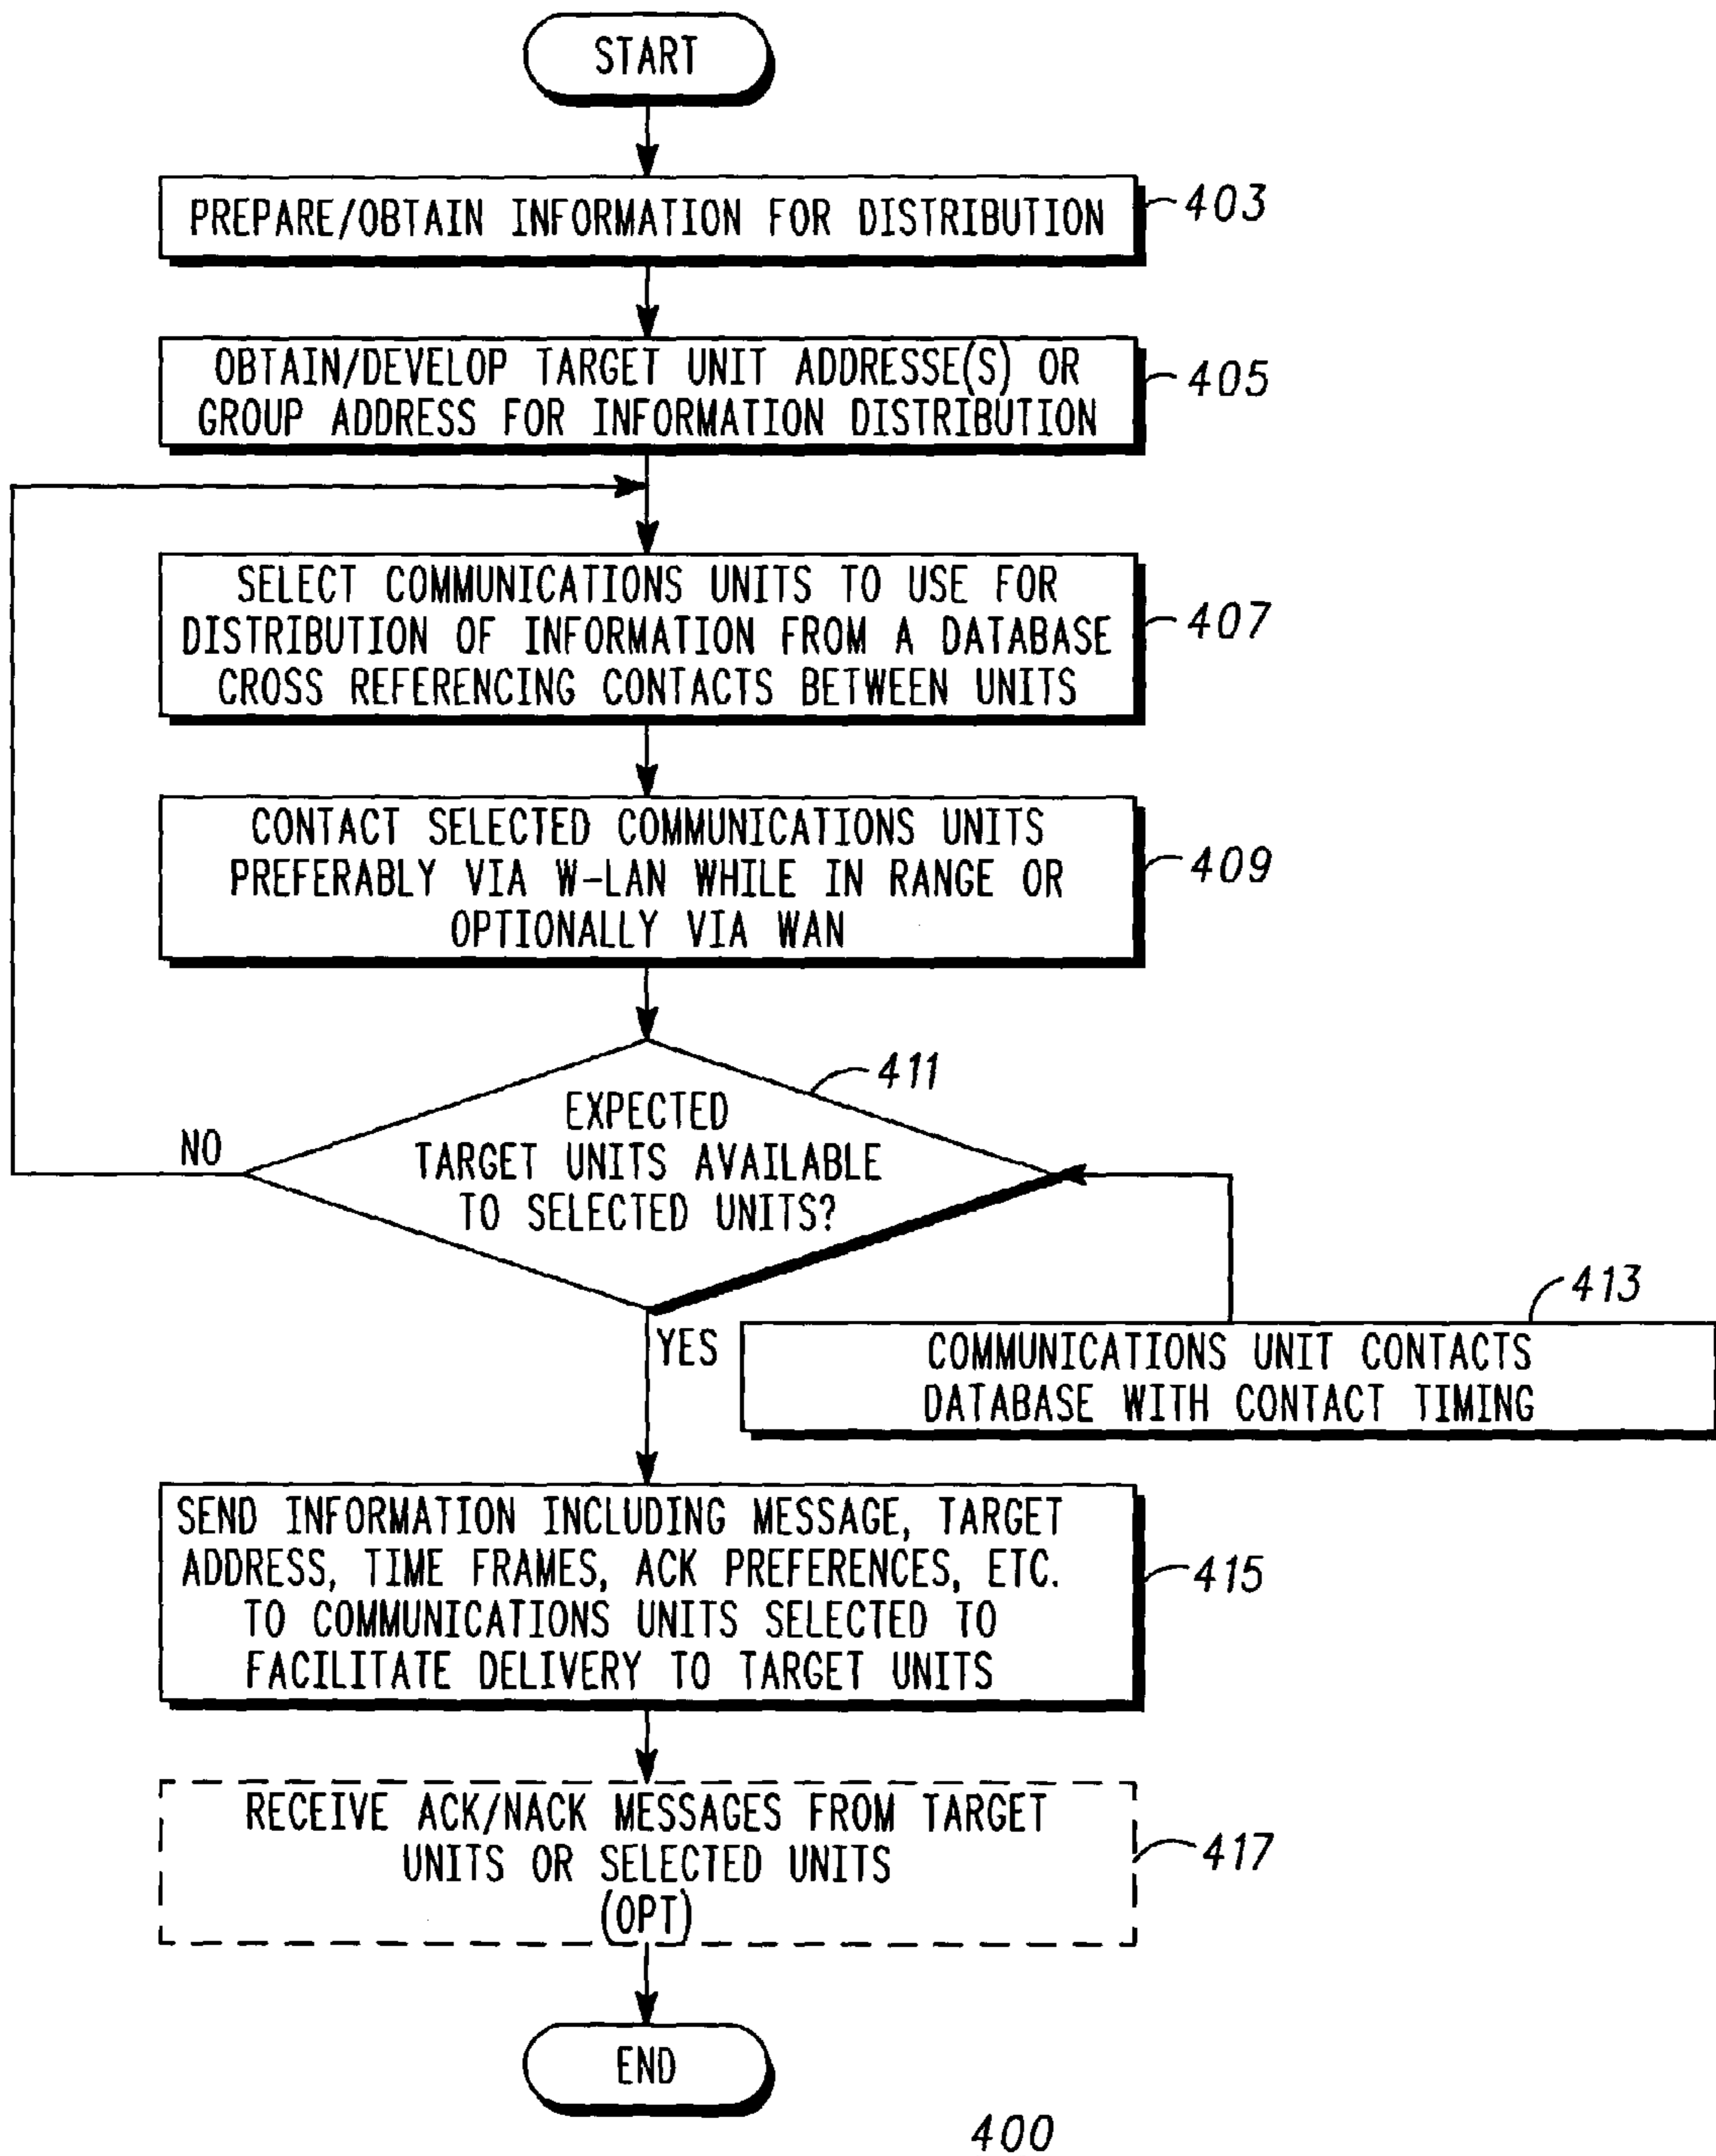 START
PREPARE/OBTAIN INFORMATION FOR DISTRIBUTION
403
OBTAIN/DEVELOP TARGET UNIT ADDRESSE(S) OR
GROUP ADDRESS FOR INFORMATION DISTRIBUTION
405
SELECT COMMUNICATIONS UNITS TO USE FOR
DISTRIBUTION OF INFORMATION FROM A DATABASE
CROSS REFERENCING CONTACTS BETWEEN UNITS
407
CONTACT SELECTED COMMUNICATIONS UNITS
PREFERABLY VIA W-LAN WHILE IN RANGE OR
OPTIONALLY VIA WAN
409
411
EXPECTED
TARGET UNITS AVAILABLE
TO SELECTED UNITS?
NO
YES
413
COMMUNICATIONS UNIT CONTACTS
DATABASE WITH CONTACT TIMING
SEND INFORMATION INCLUDING MESSAGE, TARGET
ADDRESS, TIME FRAMES, ACK PREFERENCES, ETC.
TO COMMUNICATIONS UNITS SELECTED TO
FACILITATE DELIVERY TO TARGET UNITS
415
RECEIVE ACK/NACK MESSAGES FROM TARGET
UNITS OR SELECTED UNITS
(OPT)
417
END
400